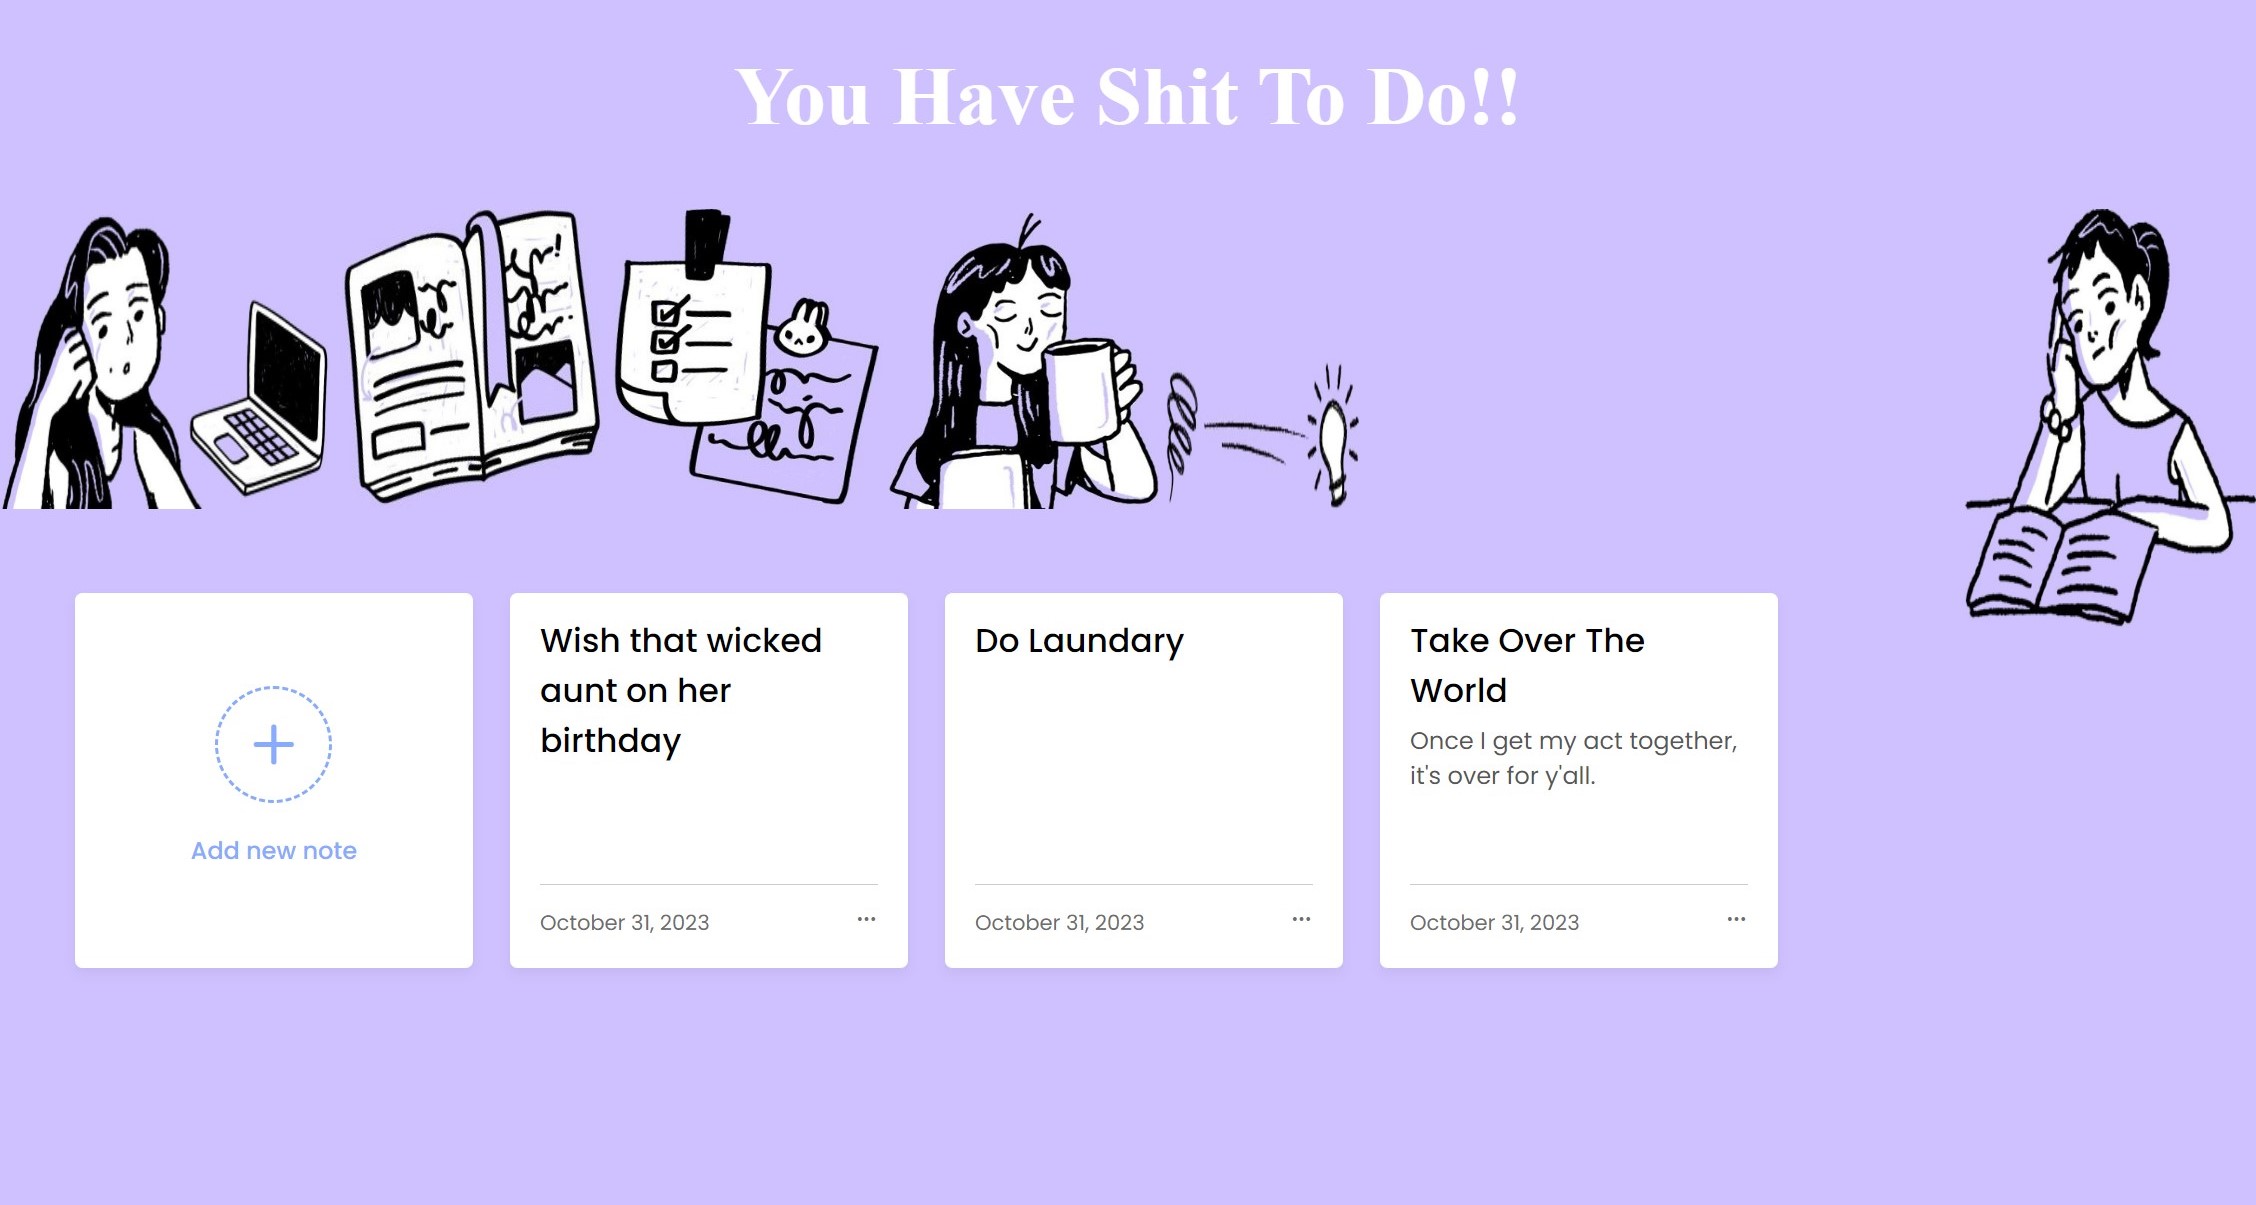 You Have Shit To Do!!
Add new note
Wish that wicked
aunt on her
birthday
October 31, 2023
Do Laundary
October 31, 2023
Take Over The
World
Once I get my act together,
it's over for y'all.
October 31, 2023